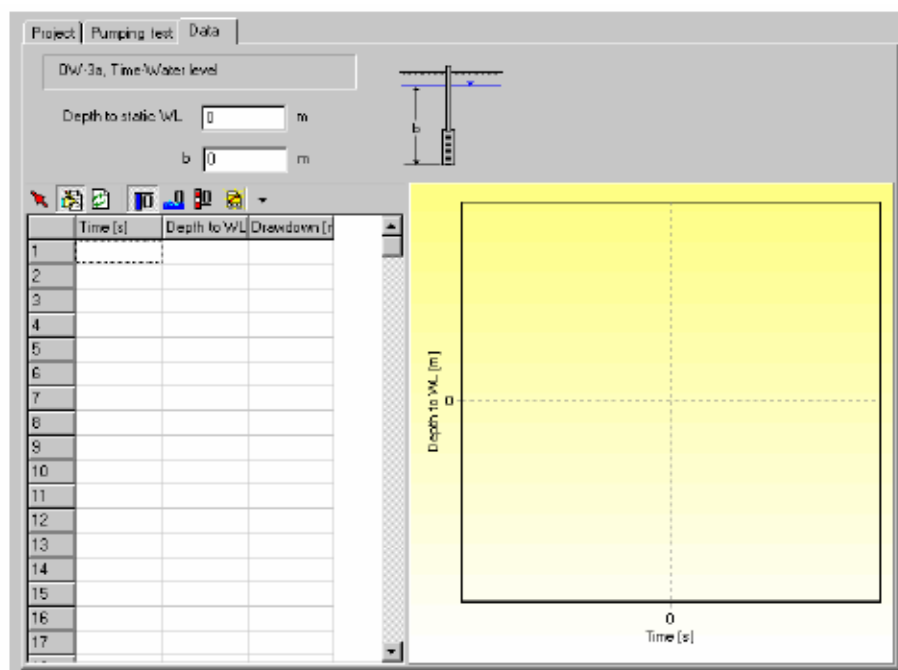 Project Pumping test Data
OW-3a, Time-Water level
Depth to static WL 0 m
b 0 m
b
Time [s] Depth to WL Drawdown [r
1
2
3
4
5
6
7
8
9
10
11
12
13
14
15
16
17
Depth to WL [m]
0
0
Time [s]